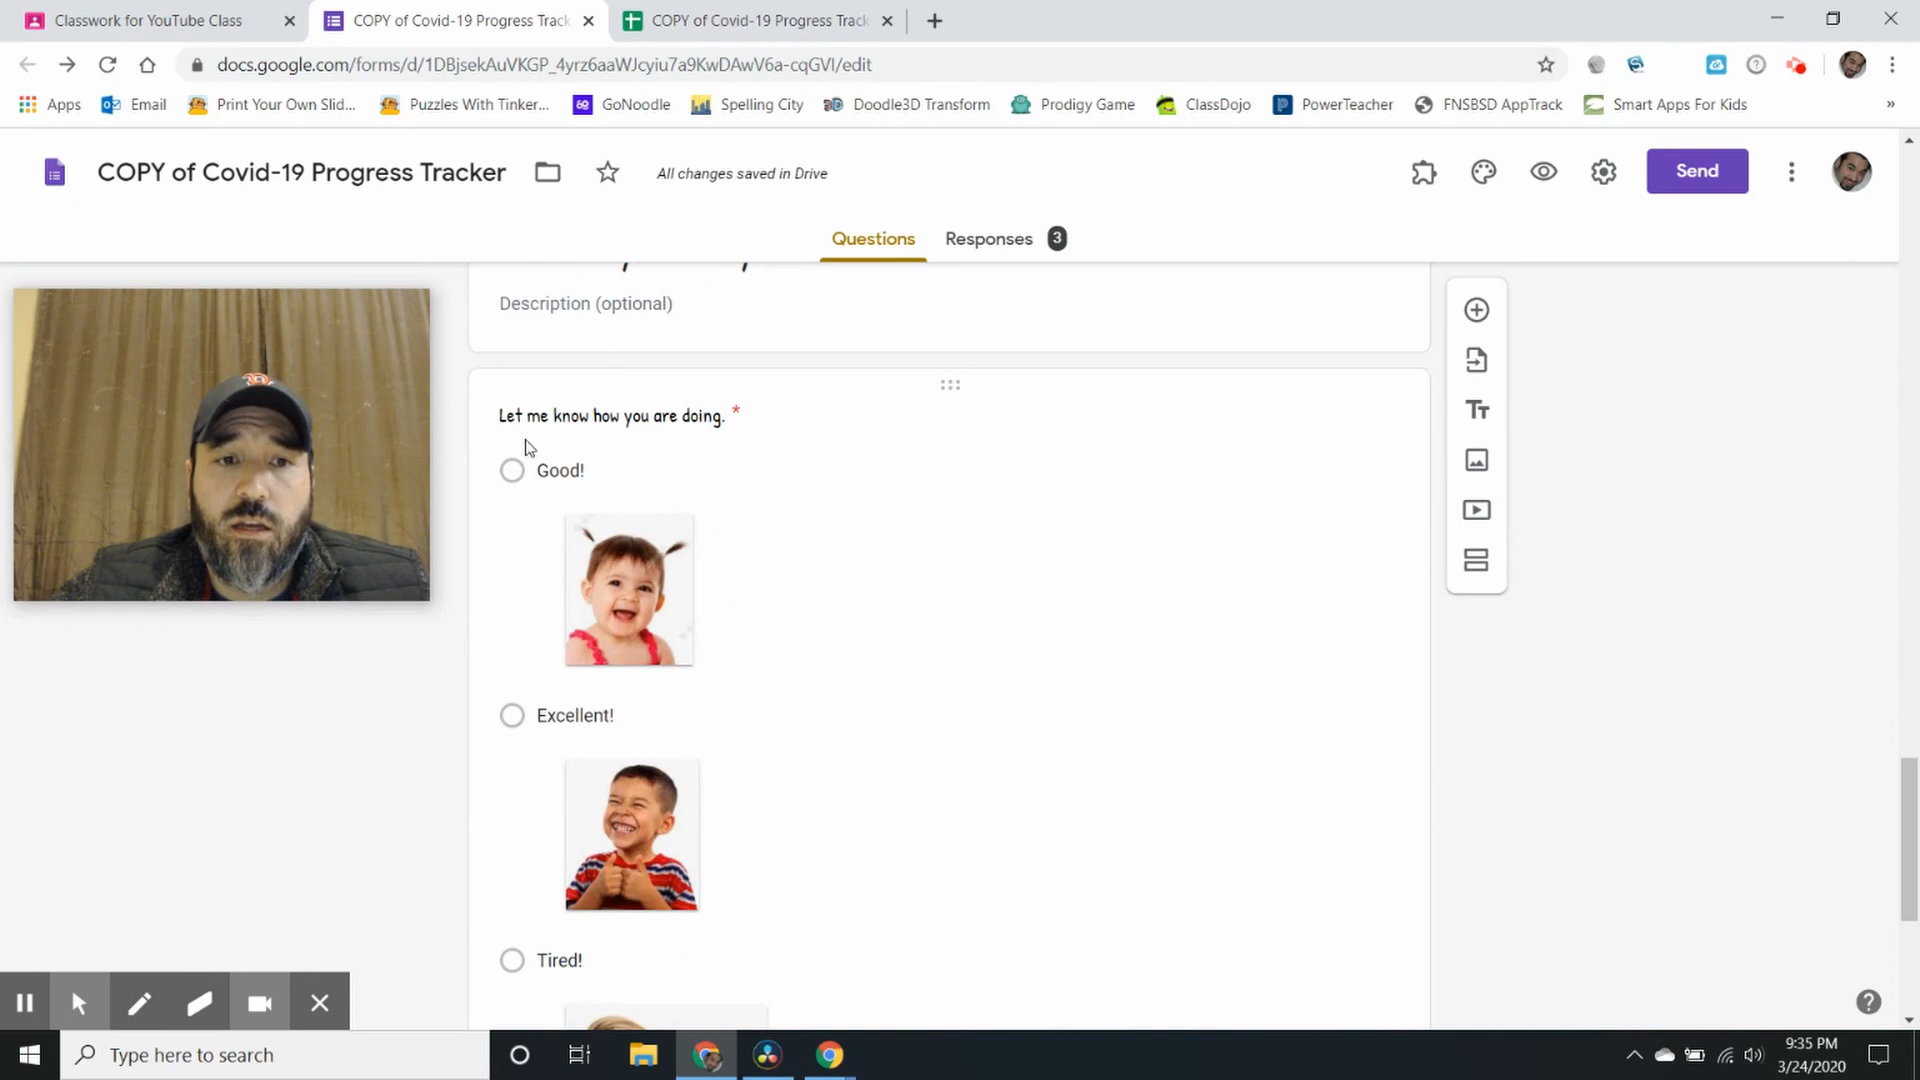 Classwork for YouTube Class
COPY of Covid-19 Progress Track
COPY of Covid-19 Progress Track
docs.google.com/forms/d/1DBjsekAuVKGP_4yrz6aaWJcyiu7a9KwDAwV6a-cqGVI/edit
Apps Email Print Your Own Slid... Puzzles With Tinker... GoNoodle Spelling City Doodle3D Transform Prodigy Game ClassDojo PowerTeacher FNSBSD AppTrack Smart Apps For Kids »
COPY of Covid-19 Progress Tracker All changes saved in Drive Send
Questions Responses 3
Description (optional)
Let me know how you are doing. *
Good!
Excellent!
Tired!
Type here to search
9:35 PM
3/24/2020